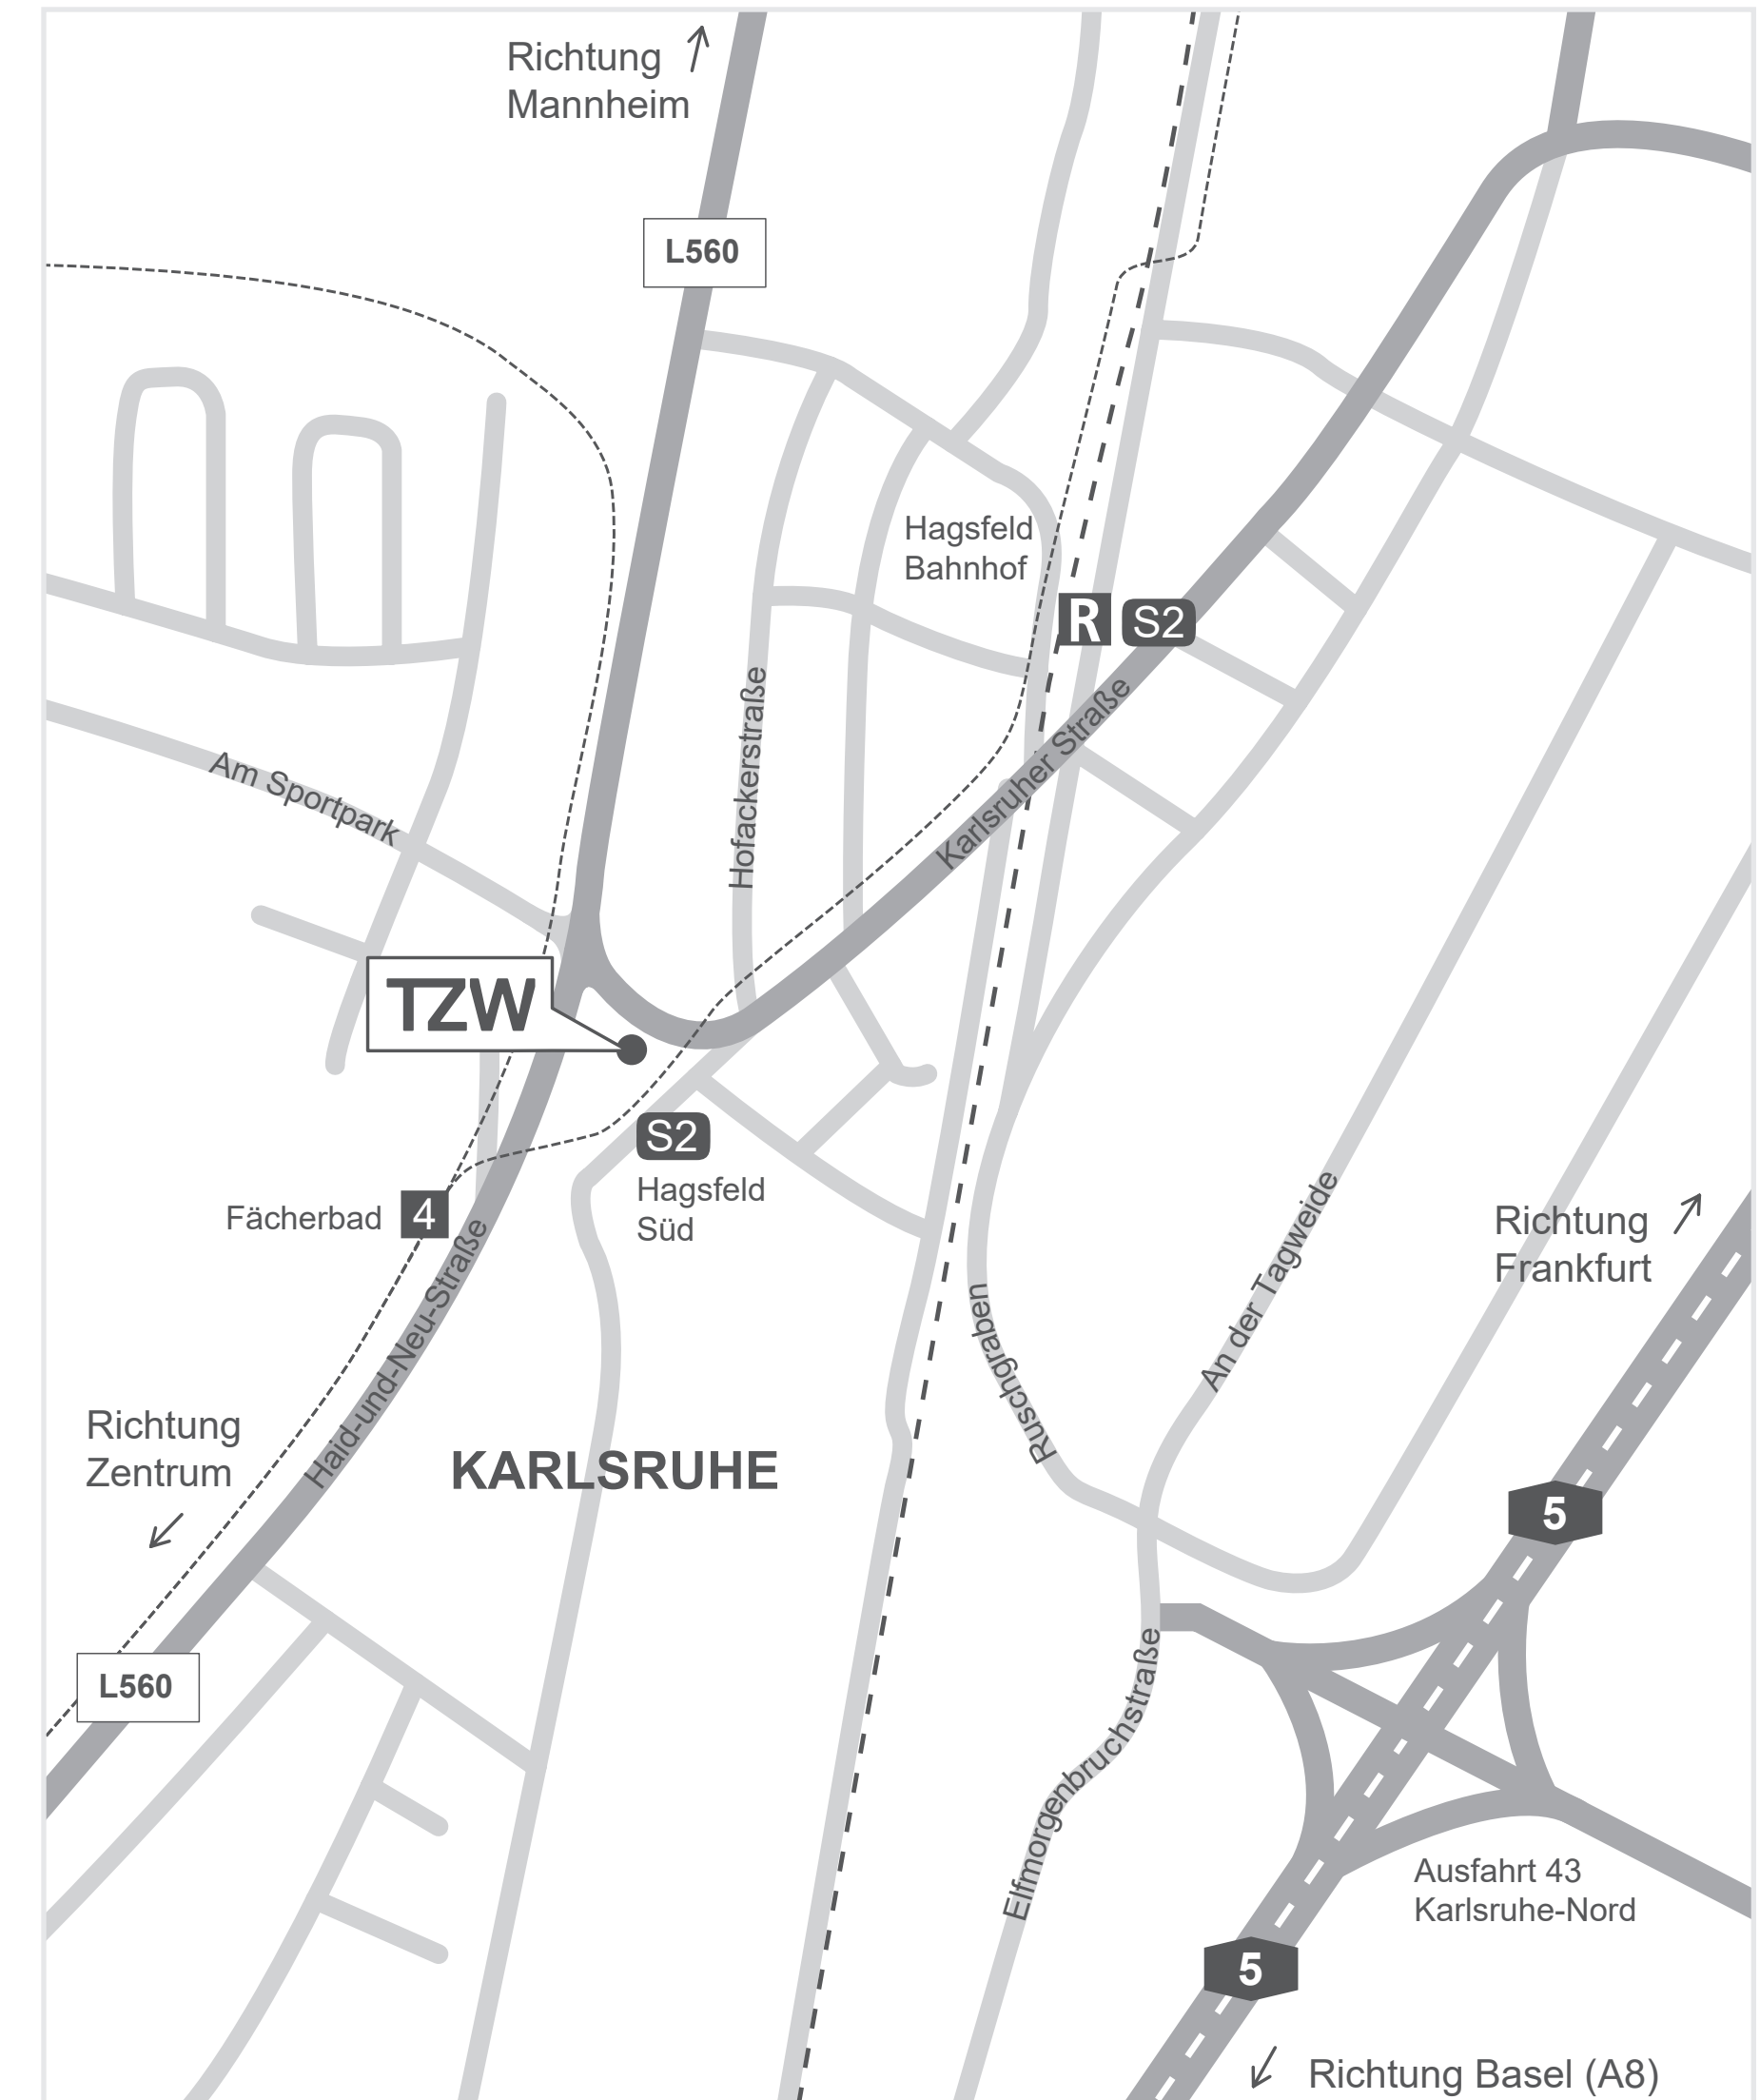 Richtung
Mannheim
L560
Hagsfeld
Bahnhof
R
S2
Karlsruher Straße
Hofackerstraße
Am Sportpark
TZW
S2
Hagsfeld
Süd
Fächerbad
4
Haid-und-Neu-Straße
Richtung
Frankfurt
An der Tagweide
Ruschgraben
Richtung
Zentrum
KARLSRUHE
5
L560
Elfmorgenbruchstraße
Ausfahrt 43
Karlsruhe-Nord
5
Richtung Basel (A8)